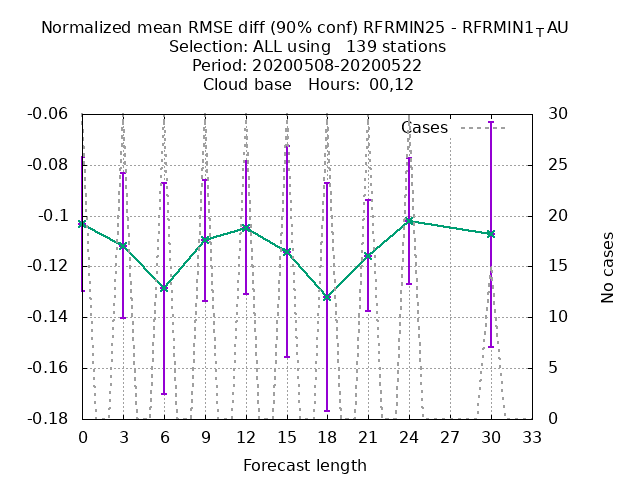 Normalized mean RMSE diff (90% conf) RFRMIN25 - RFRMIN1TAU
Selection: ALL using   139 stations
Period: 20200508-20200522
Cloud base   Hours:  00,12
Cases
-0.06
-0.08
-0.1
-0.12
-0.14
-0.16
-0.18
30
25
20
15
10
5
0
No cases
0 3 6 9 12 15 18 21 24 27 30 33
Forecast length